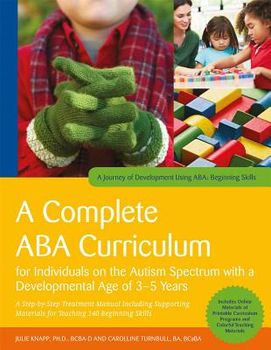 A Journey of Development Using ABA: Beginning Skills
A Complete
ABA Curriculum
for Individuals on the Autism Spectrum with a
Developmental Age of 3–5 Years
A Step-by-Step Treatment Manual Including Supporting
Materials for Teaching 140 Beginning Skills
Includes Online
Materials of
Printable Curriculum
Programs and
Colorful Teaching
Materials
JULIE KNAPP, PH.D., BCBA-D AND CAROLLINE TURNBULL, BA, BCaBA